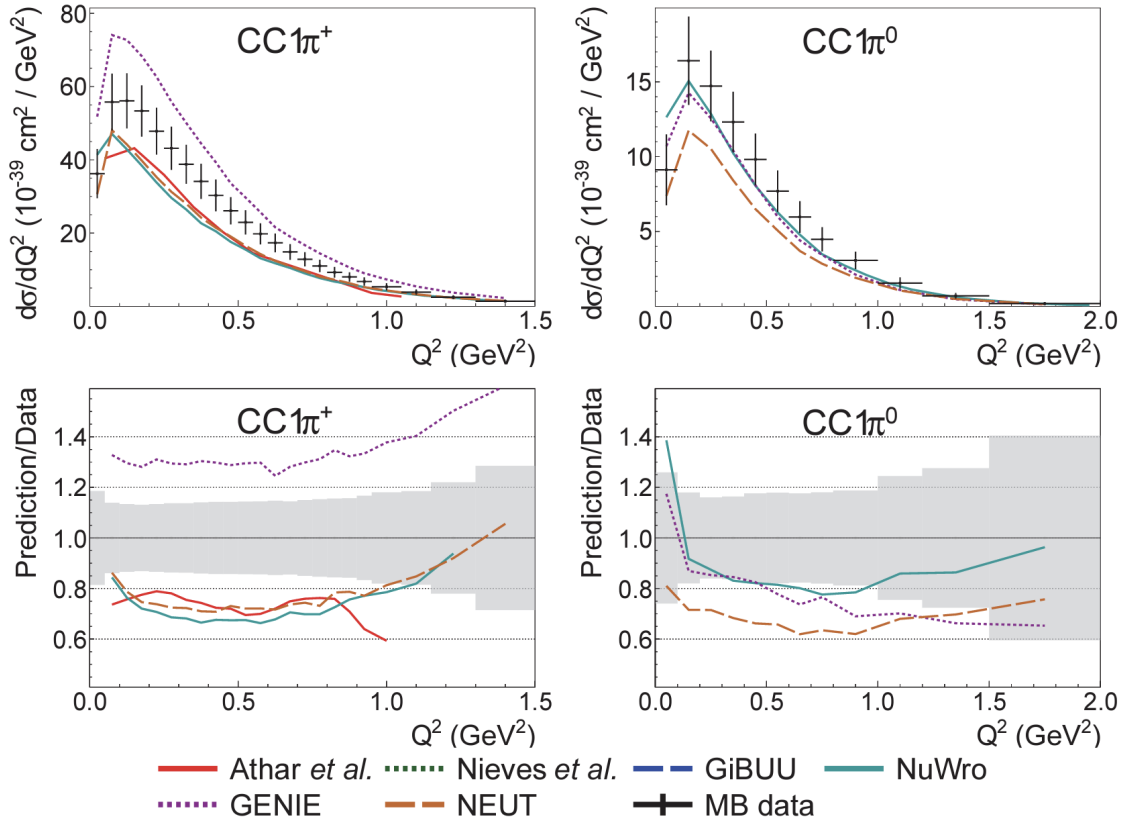 CC1π⁺
dσ/dQ² (10⁻³⁹ cm² / GeV²)
80
60
40
20
0.0 0.5 1.0 1.5
Q² (GeV²)
CC1π⁰
dσ/dQ² (10⁻³⁹ cm² / GeV²)
15
10
5
0.0 0.5 1.0 1.5 2.0
Q² (GeV²)
CC1π⁺
Prediction/Data
1.4
1.2
1.0
0.8
0.6
0.0 0.5 1.0 1.5
Q² (GeV²)
CC1π⁰
Prediction/Data
1.4
1.2
1.0
0.8
0.6
0.0 0.5 1.0 1.5 2.0
Q² (GeV²)
Athar et al. Nieves et al. GiBUU NuWro
GENIE NEUT MB data